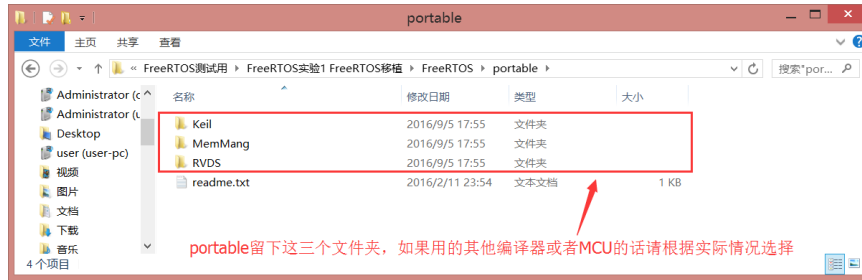 portable
文件 主页 共享 查看
« FreeRTOS测试用 ▸ FreeRTOS实验1 FreeRTOS移植 ▸ FreeRTOS ▸ portable ▸ 搜索"por...
名称 修改日期 类型 大小
Administrator (c
Administrator (u
Desktop
user (user-pc)
视频
图片
文档
下载
音乐
Keil 2016/9/5 17:55 文件夹
MemMang 2016/9/5 17:55 文件夹
RVDS 2016/9/5 17:55 文件夹
readme.txt 2016/2/11 23:54 文本文档 1 KB
portable留下这三个文件夹，如果用的其他编译器或者MCU的话请根据实际情况选择
4 个项目